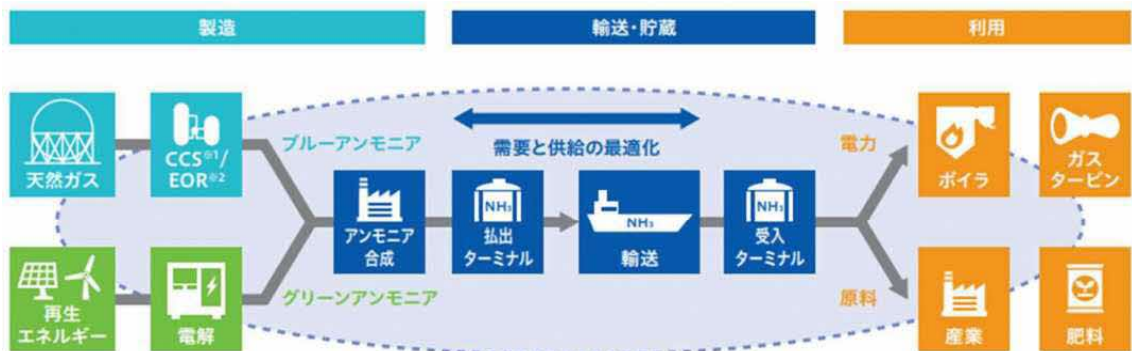 製造
輸送・貯蔵
利用
天然ガス
CCS※1/
EOR※2
ブルーアンモニア
需要と供給の最適化
電力
ボイラ
ガス
タービン
アンモニア
合成
NH₃
払出
ターミナル
NH₃
輸送
NH₃
受入
ターミナル
再生
エネルギー
電解
グリーンアンモニア
原料
産業
肥料